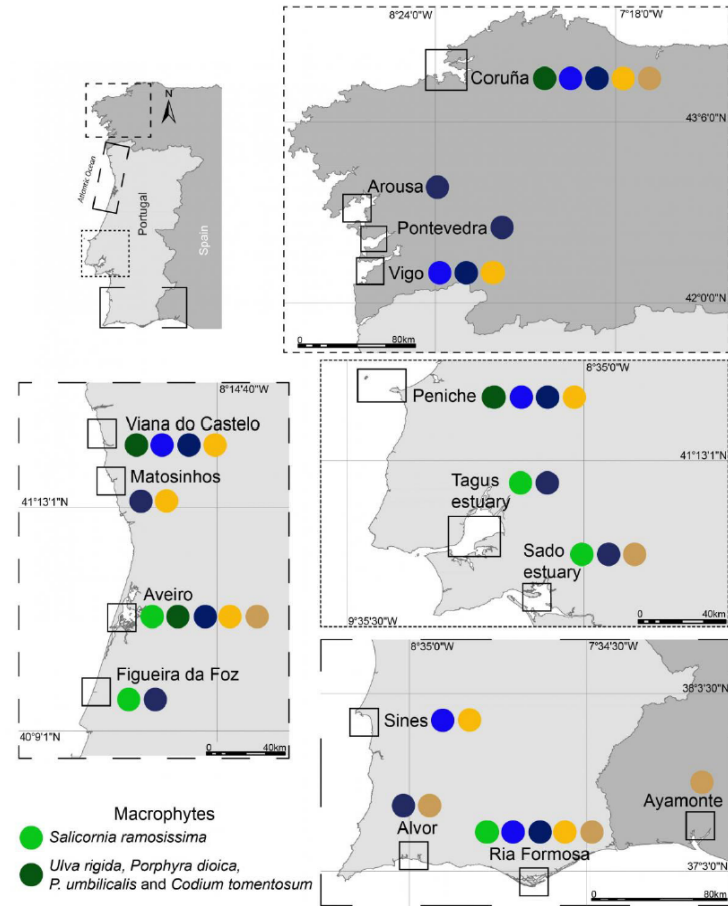 N
Atlantic Ocean
Portugal
Spain
8°24'0"W
7°18'0"W
Coruña
43°6'0"N
Arousa
Pontevedra
Vigo
42°0'0"N
0
80km
8°14'40"W
Viana do Castelo
Matosinhos
41°13'1"N
Aveiro
Figueira da Foz
40°9'1"N
0
40km
8°35'0"W
Peniche
41°13'1"N
Tagus
estuary
Sado
estuary
9°35'30"W
0
40km
8°35'0"W
7°34'30"W
38°3'30"N
Sines
Alvor
Ria Formosa
Ayamonte
37°3'0"N
0
80km
Macrophytes
Salicornia ramosissima
Ulva rigida, Porphyra dioica,
P. umbilicalis and Codium tomentosum